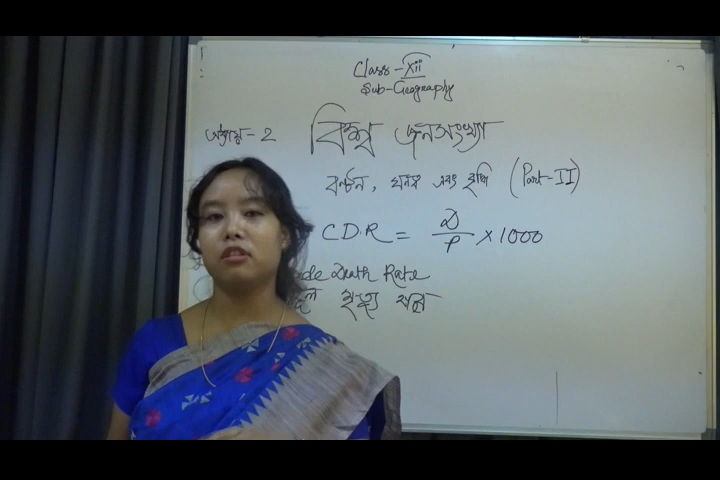 Class-XII
Sub-Geography
অধ্যায়-2 বিশ্ব জনসংখ্যা
বণ্টন, ঘনত্ব এবং বৃদ্ধি (Part-II)
C.D.R = D/P × 1000
de Death Rate
মৃত্যু